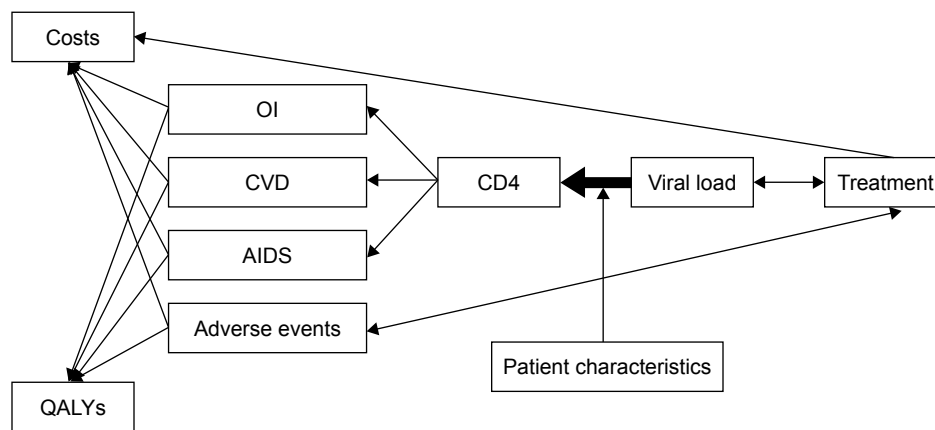 Costs
OI
CVD
CD4
Viral load
Treatment
AIDS
Adverse events
Patient characteristics
QALYs